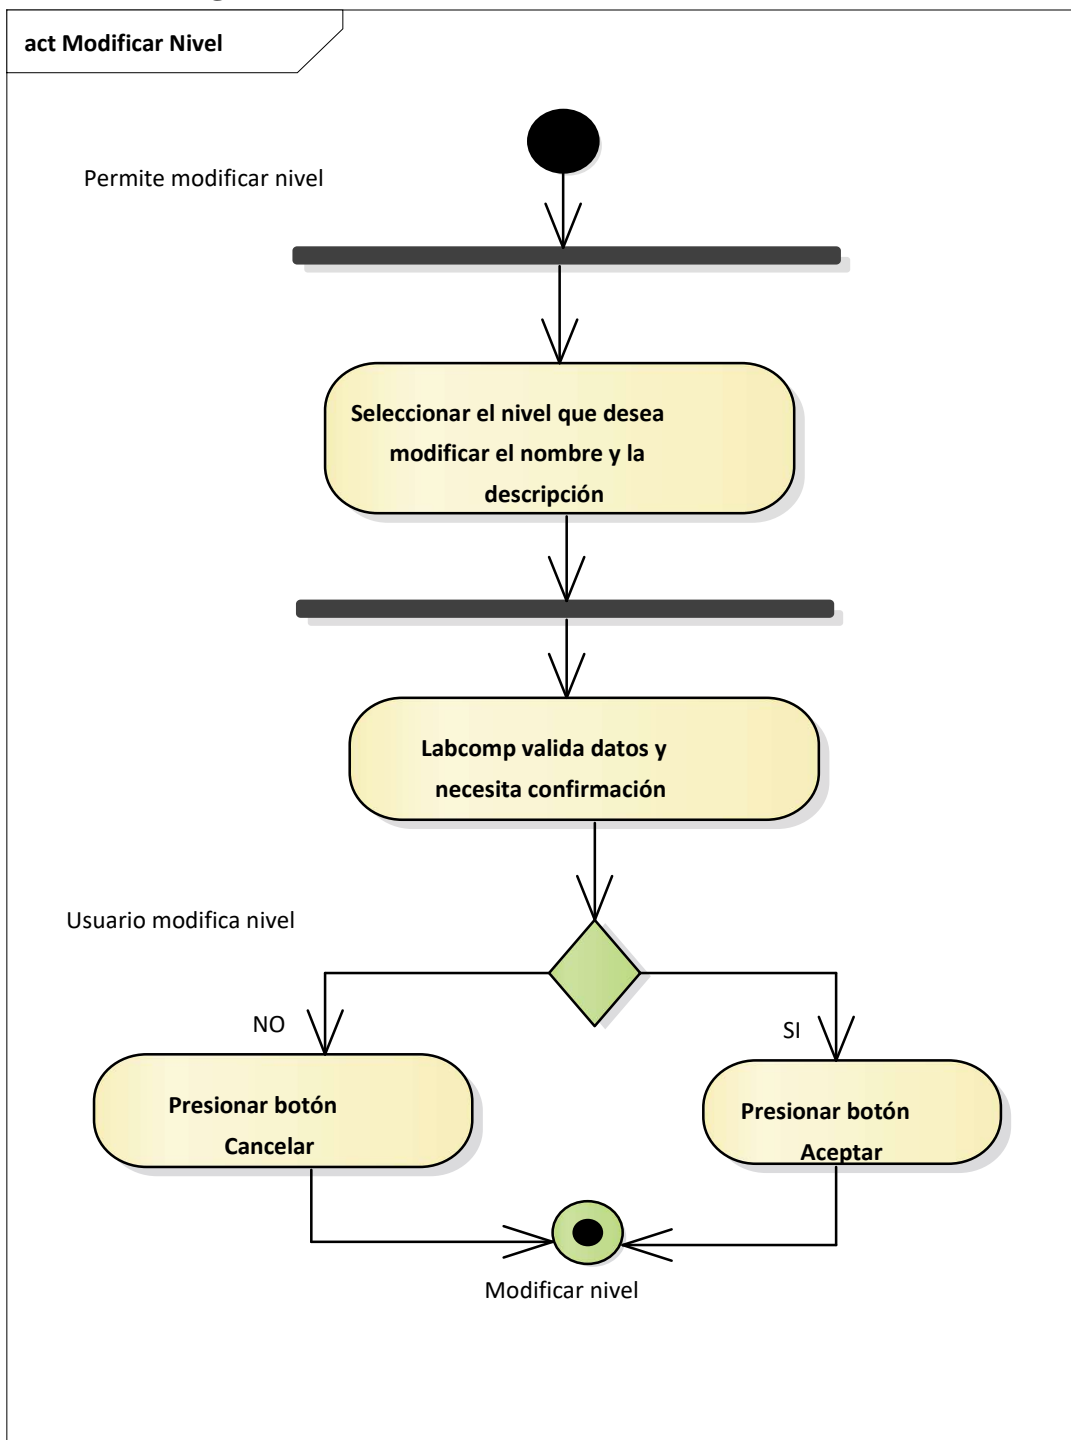 act Modificar Nivel
Permite modificar nivel
Seleccionar el nivel que desea
modificar el nombre y la
descripción
Labcomp valida datos y
necesita confirmación
Usuario modifica nivel
NO
SI
Presionar botón
Cancelar
Presionar botón
Aceptar
Modificar nivel